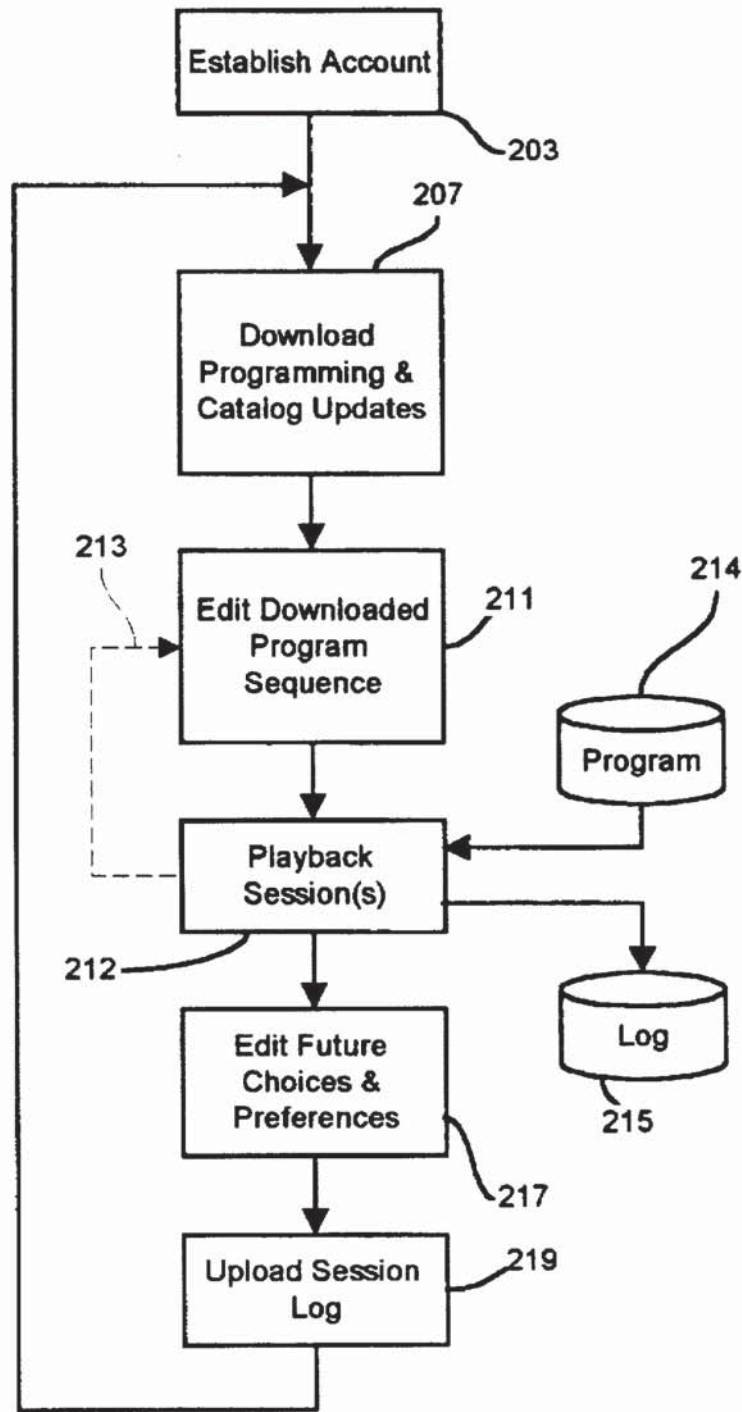 Establish Account
203
207
Download
Programming &
Catalog Updates
213
Edit Downloaded
Program
Sequence
211
214
Program
Playback
Session(s)
212
Log
215
Edit Future
Choices &
Preferences
217
Upload Session
Log
219